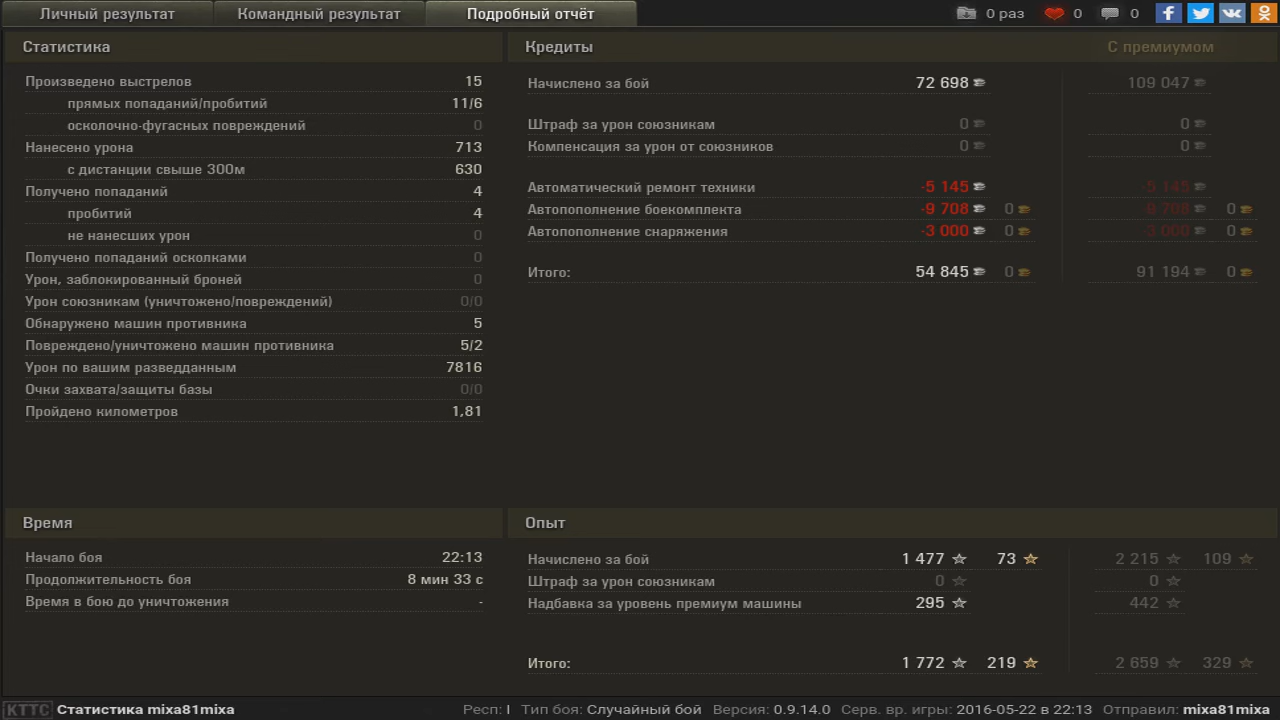 Личный результат Командный результат Подробный отчёт 0 раз 0 0
Статистика
Произведено выстрелов 15
прямых попаданий/пробитий 11/6
осколочно-фугасных повреждений 0
Нанесено урона 713
с дистанции свыше 300м 630
Получено попаданий 4
пробитий 4
не нанесших урон 0
Получено попаданий осколками 0
Урон, заблокированный броней 0
Урон союзникам (уничтожено/повреждений) 0/0
Обнаружено машин противника 5
Повреждено/уничтожено машин противника 5/2
Урон по вашим разведданным 7816
Очки захвата/защиты базы 0/0
Пройдено километров 1,81
Кредиты С премиумом
Начислено за бой 72 698 109 047
Штраф за урон союзникам 0 0
Компенсация за урон от союзников 0 0
Автоматический ремонт техники -5 145 -5 145
Автопополнение боекомплекта -9 708 0 -9 708 0
Автопополнение снаряжения -3 000 0 -3 000 0
Итого: 54 845 0 91 194 0
Время
Начало боя 22:13
Продолжительность боя 8 мин 33 с
Время в бою до уничтожения -
Опыт
Начислено за бой 1 477 73 2 215 109
Штраф за урон союзникам 0 0
Надбавка за уровень премиум машины 295 442
Итого: 1 772 219 2 659 329
КТТС Статистика mixa81mixa Респ: I Тип боя: Случайный бой Версия: 0.9.14.0 Серв. вр. игры: 2016-05-22 в 22:13 Отправил: mixa81mixa